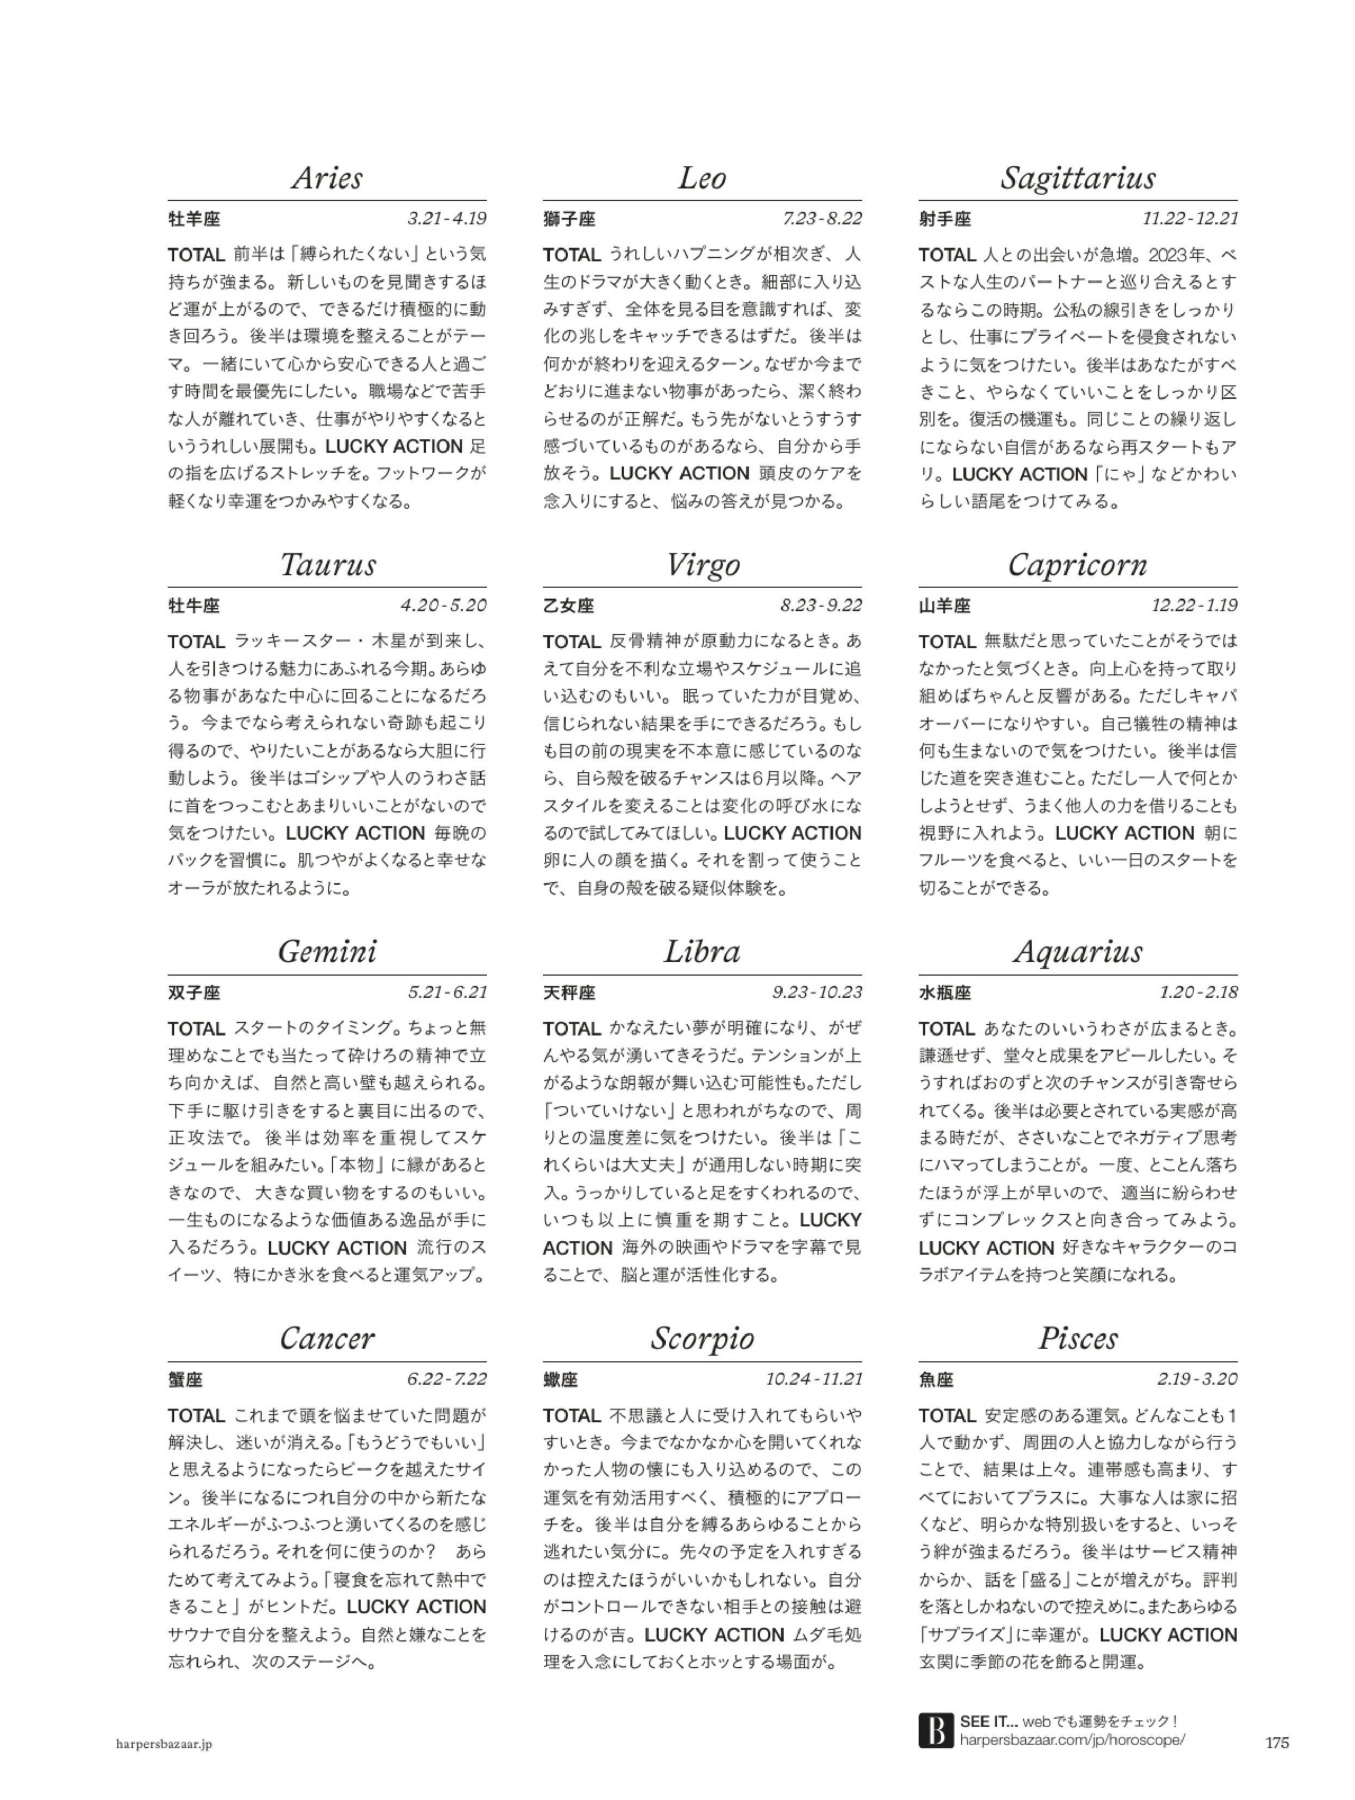 Aries
牡羊座 3.21-4.19
TOTAL 前半は「縛られたくない」という気
持ちが強まる。新しいものを見聞きするほ
ど運が上がるので、できるだけ積極的に動
き回ろう。後半は環境を整えることがテー
マ。一緒にいて心から安心できる人と過ご
す時間を最優先にしたい。職場などで苦手
な人が離れていき、仕事がやりやすくなると
いううれしい展開も。LUCKY ACTION 足
の指を広げるストレッチを。フットワークが
軽くなり幸運をつかみやすくなる。
Taurus
牡牛座 4.20-5.20
TOTAL ラッキースター・木星が到来し、
人を引きつける魅力にあふれる今期。あらゆ
る物事があなた中心に回ることになるだろ
う。今までなら考えられない奇跡も起こり
得るので、やりたいことがあるなら大胆に行
動しよう。後半はゴシップや人のうわさ話
に首をつっこむとあまりいいことがないので
気をつけたい。LUCKY ACTION 毎晩の
パックを習慣に。肌つやがよくなると幸せな
オーラが放たれるように。
Gemini
双子座 5.21-6.21
TOTAL スタートのタイミング。ちょっと無
理めなことでも当たって砕けろの精神で立
ち向かえば、自然と高い壁も越えられる。
下手に駆け引きをすると裏目に出るので、
正攻法で。後半は効率を重視してスケ
ジュールを組みたい。「本物」に縁があると
きなので、大きな買い物をするのもいい。
一生ものになるような価値ある逸品が手に
入るだろう。LUCKY ACTION 流行のス
イーツ、特にかき氷を食べると運気アップ。
Cancer
蟹座 6.22-7.22
TOTAL これまで頭を悩ませていた問題が
解決し、迷いが消える。「もうどうでもいい」
と思えるようになったらピークを越えたサイ
ン。後半になるにつれ自分の中から新たな
エネルギーがふつふつと湧いてくるのを感じ
られるだろう。それを何に使うのか？　あら
ためて考えてみよう。「寝食を忘れて熱中で
きること」がヒントだ。LUCKY ACTION
サウナで自分を整えよう。自然と嫌なことを
忘れられ、次のステージへ。
Leo
獅子座 7.23-8.22
TOTAL うれしいハプニングが相次ぎ、人
生のドラマが大きく動くとき。細部に入り込
みすぎず、全体を見る目を意識すれば、変
化の兆しをキャッチできるはずだ。後半は
何かが終わりを迎えるターン。なぜか今まで
どおりに進まない物事があったら、潔く終わ
らせるのが正解だ。もう先がないとうすうす
感づいているものがあるなら、自分から手
放そう。LUCKY ACTION 頭皮のケアを
念入りにすると、悩みの答えが見つかる。
Virgo
乙女座 8.23-9.22
TOTAL 反骨精神が原動力になるとき。あ
えて自分を不利な立場やスケジュールに追
い込むのもいい。眠っていた力が目覚め、
信じられない結果を手にできるだろう。もし
も目の前の現実を不本意に感じているのな
ら、自ら殻を破るチャンスは6月以降。ヘア
スタイルを変えることは変化の呼び水にな
るので試してみてほしい。LUCKY ACTION
卵に人の顔を描く。それを割って使うこと
で、自身の殻を破る疑似体験を。
Libra
天秤座 9.23-10.23
TOTAL かなえたい夢が明確になり、がぜ
んやる気が湧いてきそうだ。テンションが上
がるような朗報が舞い込む可能性も。ただし
「ついていけない」と思われがちなので、周
りとの温度差に気をつけたい。後半は「こ
れくらいは大丈夫」が通用しない時期に突
入。うっかりしていると足をすくわれるので、
いつも以上に慎重を期すこと。LUCKY
ACTION 海外の映画やドラマを字幕で見
ることで、脳と運が活性化する。
Scorpio
蠍座 10.24-11.21
TOTAL 不思議と人に受け入れてもらいや
すいとき。今までなかなか心を開いてくれな
かった人物の懐にも入り込めるので、この
運気を有効活用すべく、積極的にアプロー
チを。後半は自分を縛るあらゆることから
逃れたい気分に。先々の予定を入れすぎる
のは控えたほうがいいかもしれない。自分
がコントロールできない相手との接触は避
けるのが吉。LUCKY ACTION ムダ毛処
理を入念にしておくとホッとする場面が。
Sagittarius
射手座 11.22-12.21
TOTAL 人との出会いが急増。2023年、ベ
ストな人生のパートナーと巡り合えるとす
るならこの時期。公私の線引きをしっかり
とし、仕事にプライベートを侵食されない
ように気をつけたい。後半はあなたがすべ
きこと、やらなくていいことをしっかり区
別を。復活の機運も。同じことの繰り返し
にならない自信があるなら再スタートもア
リ。LUCKY ACTION「にゃ」などかわい
らしい語尾をつけてみる。
Capricorn
山羊座 12.22-1.19
TOTAL 無駄だと思っていたことがそうでは
なかったと気づくとき。向上心を持って取り
組めばちゃんと反響がある。ただしキャパ
オーバーになりやすい。自己犠牲の精神は
何も生まないので気をつけたい。後半は信
じた道を突き進むこと。ただし一人で何とか
しようとせず、うまく他人の力を借りることも
視野に入れよう。LUCKY ACTION 朝に
フルーツを食べると、いい一日のスタートを
切ることができる。
Aquarius
水瓶座 1.20-2.18
TOTAL あなたのいいうわさが広まるとき。
謙遜せず、堂々と成果をアピールしたい。そ
うすればおのずと次のチャンスが引き寄せら
れてくる。後半は必要とされている実感が高
まる時だが、ささいなことでネガティブ思考
にハマってしまうことが。一度、とことん落ち
たほうが浮上が早いので、適当に紛らわせ
ずにコンプレックスと向き合ってみよう。
LUCKY ACTION 好きなキャラクターのコ
ラボアイテムを持つと笑顔になれる。
Pisces
魚座 2.19-3.20
TOTAL 安定感のある運気。どんなことも1
人で動かず、周囲の人と協力しながら行う
ことで、結果は上々。連帯感も高まり、す
べてにおいてプラスに。大事な人は家に招
くなど、明らかな特別扱いをすると、いっそ
う絆が強まるだろう。後半はサービス精神
からか、話を「盛る」ことが増えがち。評判
を落としかねないので控えめに。またあらゆる
「サプライズ」に幸運が。LUCKY ACTION
玄関に季節の花を飾ると開運。
B
SEE IT... webでも運勢をチェック！
harpersbazaar.com/jp/horoscope/
harpersbazaar.jp
175